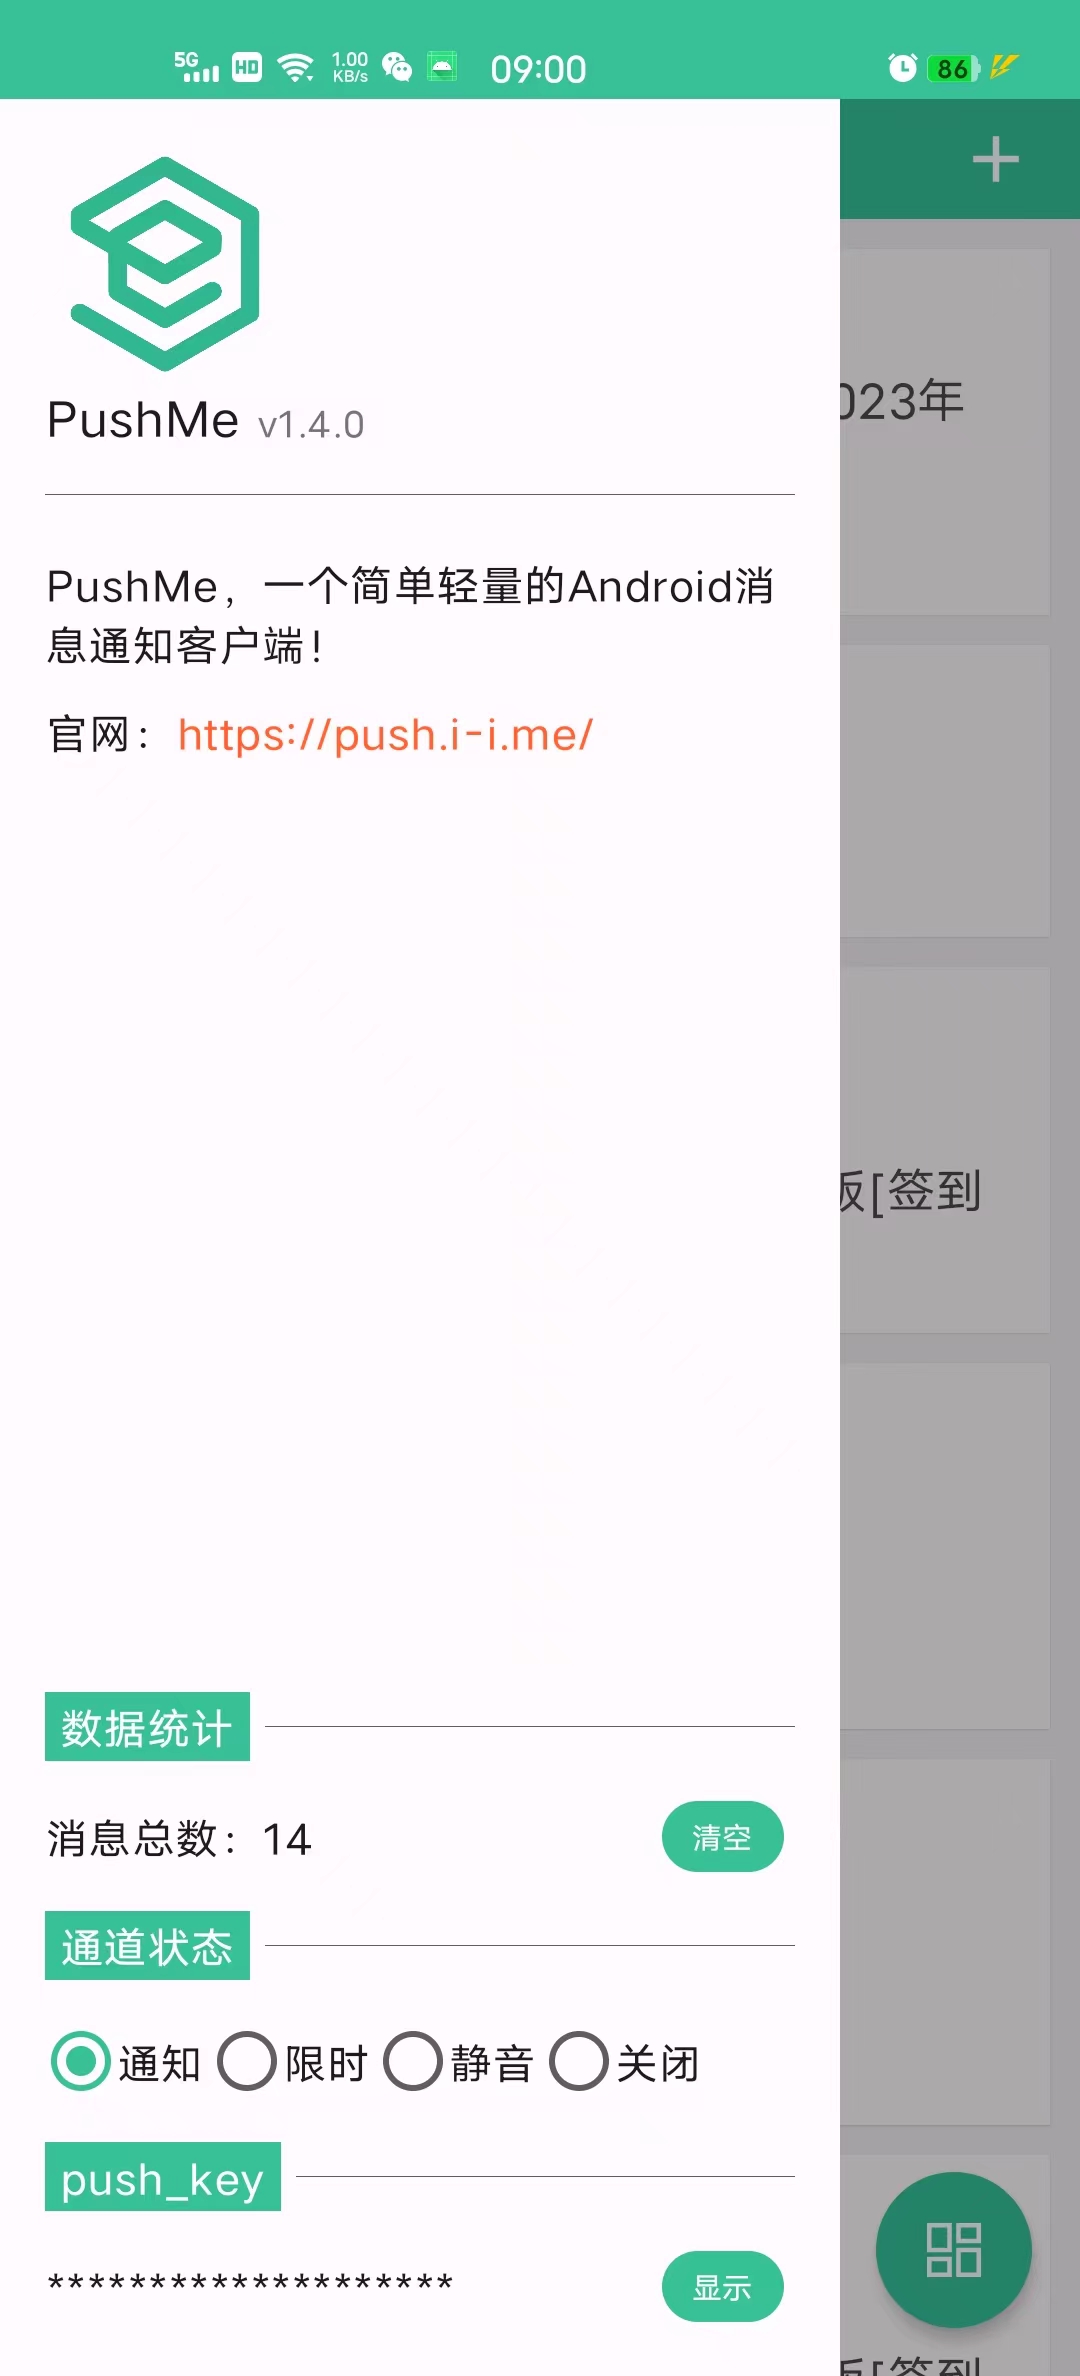 5G HD 1.00 KB/s 09:00 86
PushMe v1.4.0
023年
PushMe，一个简单轻量的Android消
息通知客户端！
官网：https://push.i-i.me/
[签到
数据统计
消息总数：14 清空
通道状态
通知 限时 静音 关闭
push_key
******************** 显示
[签到